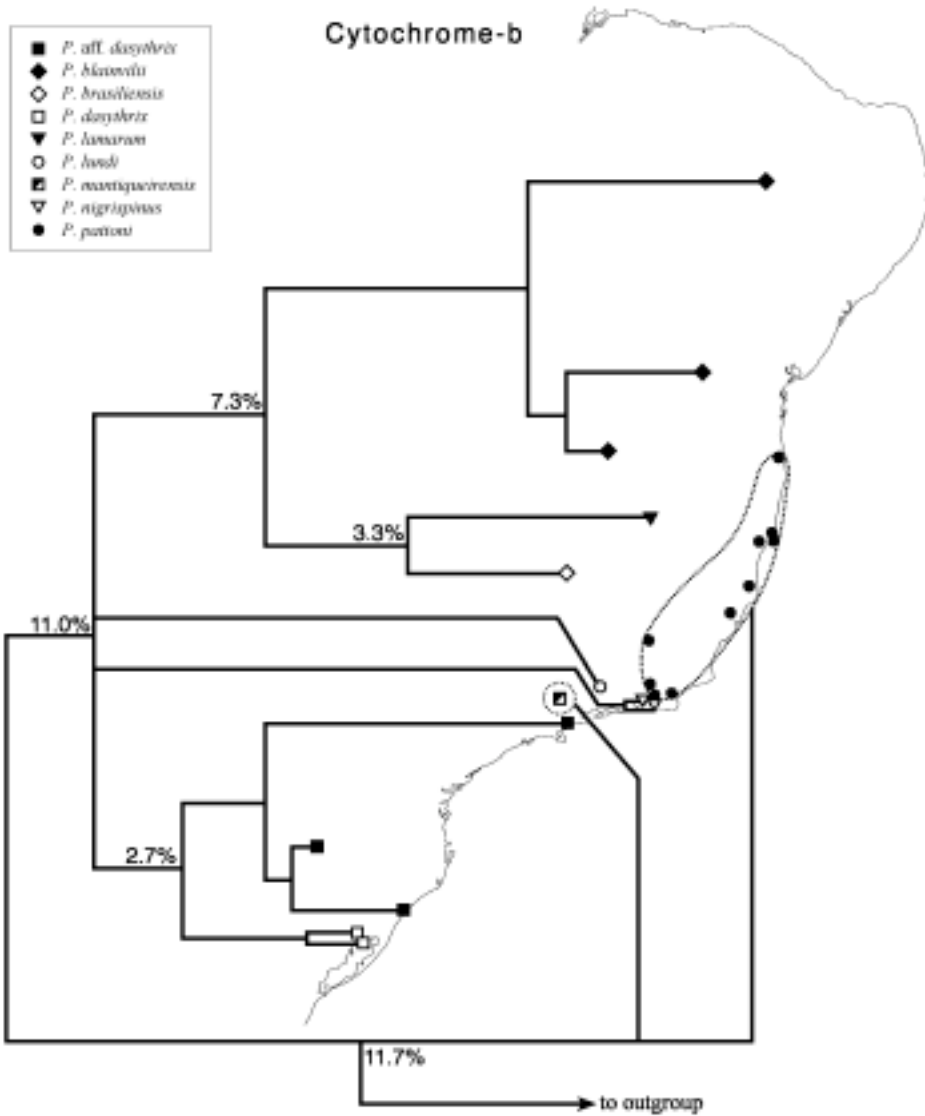 Cytochrome-b
P. aff. dasythrix
P. blainvilii
P. brasiliensis
P. dasythrix
P. lamarum
P. lundi
P. mantiqueirensis
P. nigrispinus
P. pattoni
7.3%
3.3%
11.0%
2.7%
11.7%
to outgroup